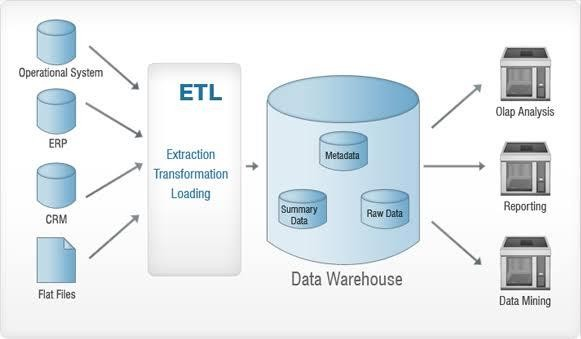 Operational System
ERP
CRM
Flat Files
ETL
Extraction
Transformation
Loading
Metadata
Summary
Data
Raw Data
Data Warehouse
Olap Analysis
Reporting
Data Mining